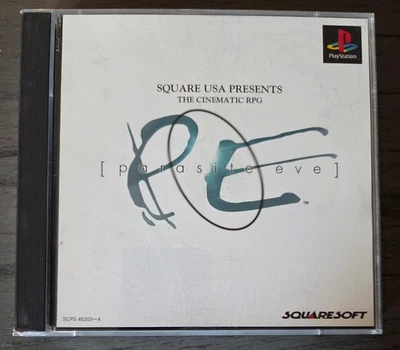 PlayStation
SQUARE USA PRESENTS
THE CINEMATIC RPG
PE
[ parasite eve ]
TM
SCPS 45203~4
SQUARESOFT